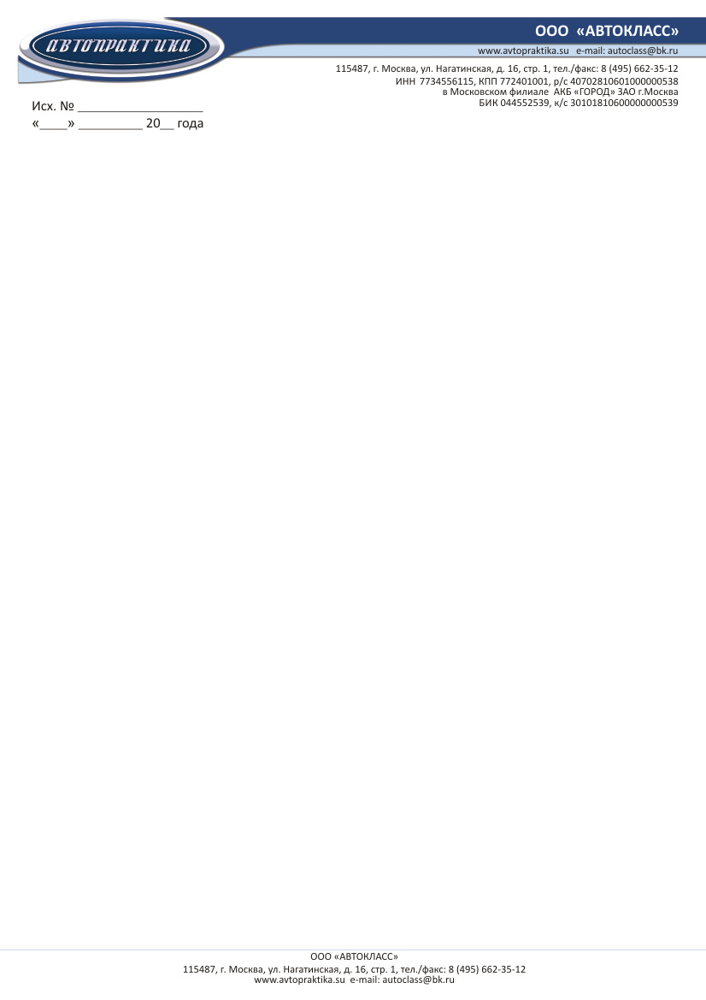 АВТОПРАКТИКА
ООО «АВТОКЛАСС»
www.avtopraktika.su e-mail: autoclass@bk.ru
115487, г. Москва, ул. Нагатинская, д. 16, стр. 1, тел./факс: 8 (495) 662-35-12
ИНН 7734556115, КПП 772401001, р/с 40702810601000000538
в Московском филиале АКБ «ГОРОД» ЗАО г.Москва
БИК 044552539, к/с 30101810600000000539
Исх. № __________________
«____» _________ 20__ года
ООО «АВТОКЛАСС»
115487, г. Москва, ул. Нагатинская, д. 16, стр. 1, тел./факс: 8 (495) 662-35-12
www.avtopraktika.su e-mail: autoclass@bk.ru